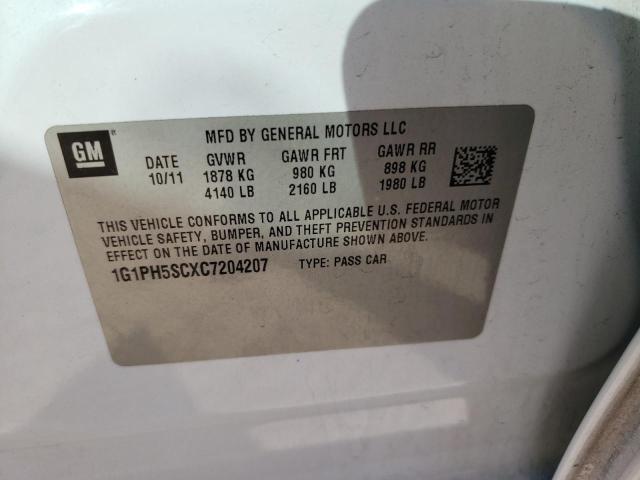 GM MFD BY GENERAL MOTORS LLC
DATE GVWR GAWR FRT GAWR RR
10/11 1878 KG 980 KG 898 KG
4140 LB 2160 LB 1980 LB
THIS VEHICLE CONFORMS TO ALL APPLICABLE U.S. FEDERAL MOTOR
VEHICLE SAFETY, BUMPER, AND THEFT PREVENTION STANDARDS IN
EFFECT ON THE DATE OF MANUFACTURE SHOWN ABOVE.
1G1PH5SCXC7204207 TYPE: PASS CAR